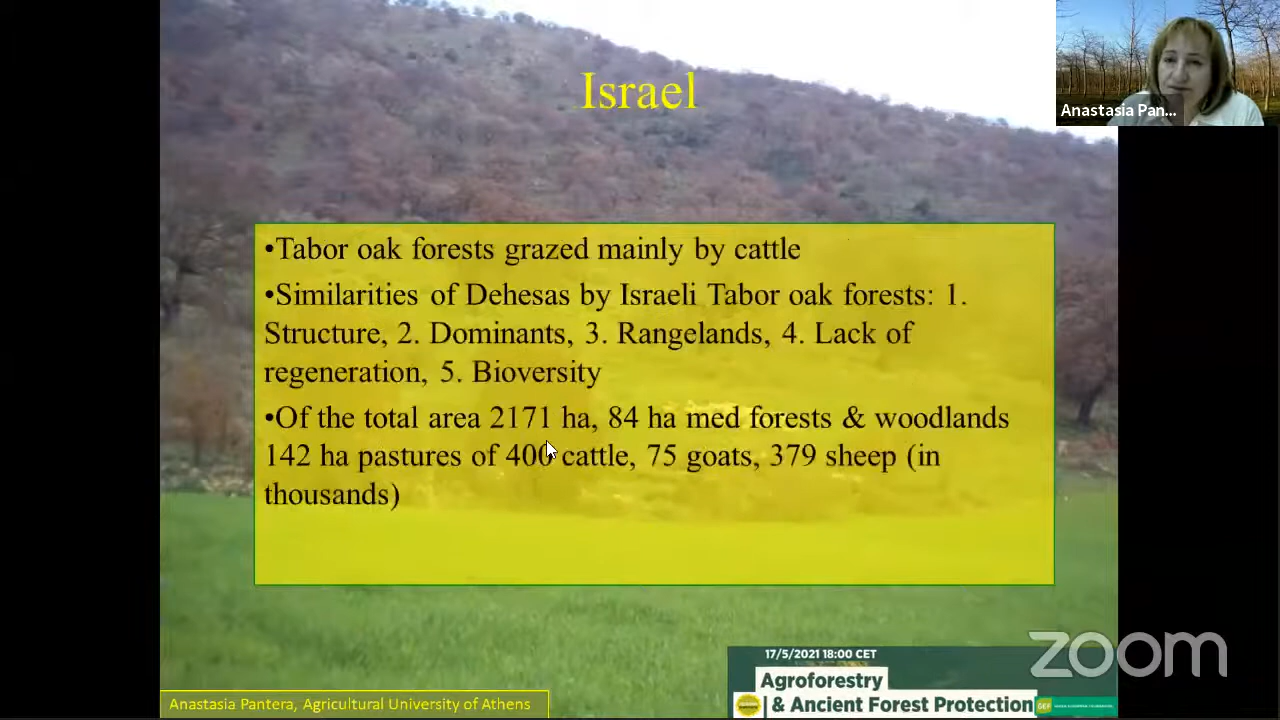 Israel
Anastasia Pan...
•Tabor oak forests grazed mainly by cattle
•Similarities of Dehesas by Israeli Tabor oak forests: 1.
Structure, 2. Dominants, 3. Rangelands, 4. Lack of
regeneration, 5. Bioversity
•Of the total area 2171 ha, 84 ha med forests & woodlands
142 ha pastures of 400 cattle, 75 goats, 379 sheep (in
thousands)
zoom
17/5/2021 18:00 CET
Agroforestry
& Ancient Forest Protection
GEF
Anastasia Pantera, Agricultural University of Athens